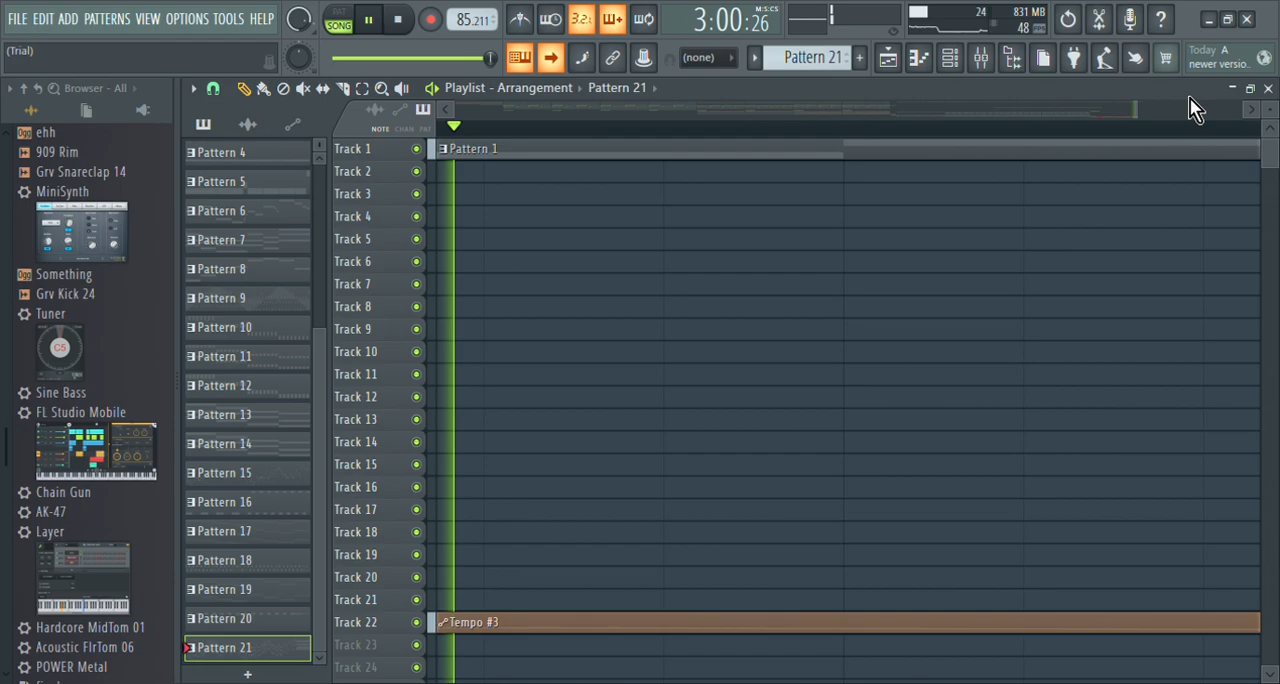 FILE EDIT ADD PATTERNS VIEW OPTIONS TOOLS HELP
PAT
SONG
85.211
3.2
3:00:26
M:S:CS
24
831 MB
48
(Trial)
(none)
Pattern 21
+
Today A
newer versio..
Browser - All
Playlist - Arrangement › Pattern 21 ›
NOTE CHAN PAT
ehh
909 Rim
Grv Snareclap 14
MiniSynth
Something
Grv Kick 24
Tuner
C5
Sine Bass
FL Studio Mobile
Chain Gun
AK-47
Layer
Hardcore MidTom 01
Acoustic FlrTom 06
POWER Metal
Pattern 4
Pattern 5
Pattern 6
Pattern 7
Pattern 8
Pattern 9
Pattern 10
Pattern 11
Pattern 12
Pattern 13
Pattern 14
Pattern 15
Pattern 16
Pattern 17
Pattern 18
Pattern 19
Pattern 20
Pattern 21
+
Track 1
Track 2
Track 3
Track 4
Track 5
Track 6
Track 7
Track 8
Track 9
Track 10
Track 11
Track 12
Track 13
Track 14
Track 15
Track 16
Track 17
Track 18
Track 19
Track 20
Track 21
Track 22
Track 23
Track 24
Pattern 1
Tempo #3